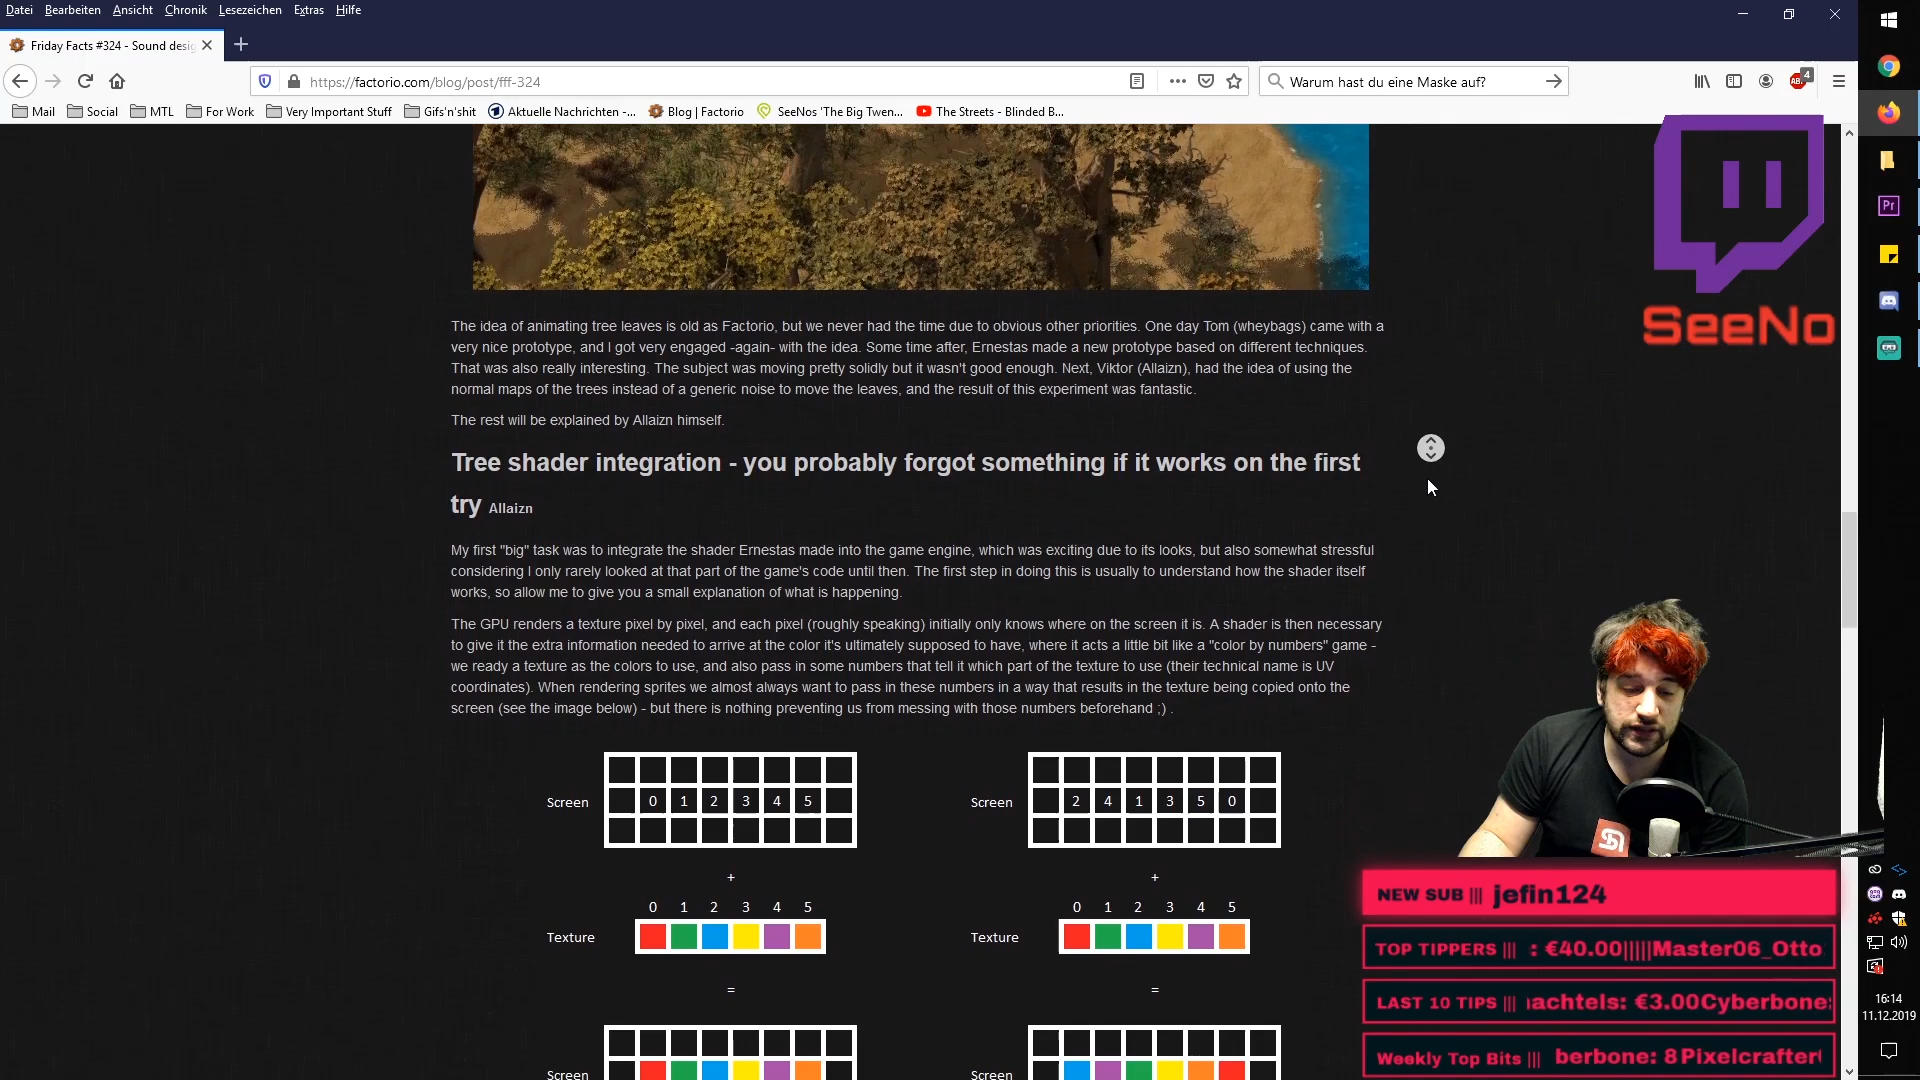 Datei Bearbeiten Ansicht Chronik Lesezeichen Extras Hilfe
Friday Facts #324 - Sound desig
https://factorio.com/blog/post/fff-324
Warum hast du eine Maske auf?
4
Mail Social MTL For Work Very Important Stuff Gifs'n'shit Aktuelle Nachrichten -... Blog | Factorio SeeNos 'The Big Twen... The Streets - Blinded B...
Pr
SeeNo
The idea of animating tree leaves is old as Factorio, but we never had the time due to obvious other priorities. One day Tom (wheybags) came with a
very nice prototype, and I got very engaged -again- with the idea. Some time after, Ernestas made a new prototype based on different techniques.
That was also really interesting. The subject was moving pretty solidly but it wasn't good enough. Next, Viktor (Allaizn), had the idea of using the
normal maps of the trees instead of a generic noise to move the leaves, and the result of this experiment was fantastic.
The rest will be explained by Allaizn himself.
Tree shader integration - you probably forgot something if it works on the first
try Allaizn
My first "big" task was to integrate the shader Ernestas made into the game engine, which was exciting due to its looks, but also somewhat stressful
considering I only rarely looked at that part of the game's code until then. The first step in doing this is usually to understand how the shader itself
works, so allow me to give you a small explanation of what is happening.
The GPU renders a texture pixel by pixel, and each pixel (roughly speaking) initially only knows where on the screen it is. A shader is then necessary
to give it the extra information needed to arrive at the color it's ultimately supposed to have, where it acts a little bit like a "color by numbers" game -
we ready a texture as the colors to use, and also pass in some numbers that tell it which part of the texture to use (their technical name is UV
coordinates). When rendering sprites we almost always want to pass in these numbers in a way that results in the texture being copied onto the
screen (see the image below) - but there is nothing preventing us from messing with those numbers beforehand ;) .
Screen 0 1 2 3 4 5 Screen 2 4 1 3 5 0
+ +
0 1 2 3 4 5 0 1 2 3 4 5
Texture Texture
= =
Screen Screen
NEW SUB ||| jefin124
TOP TIPPERS ||| : €40.00|||||Master06_Otto
LAST 10 TIPS ||| achtels: €3.00Cyberbone:
Weekly Top Bits ||| berbone: 8Pixelcrafter
16:14
11.12.2019